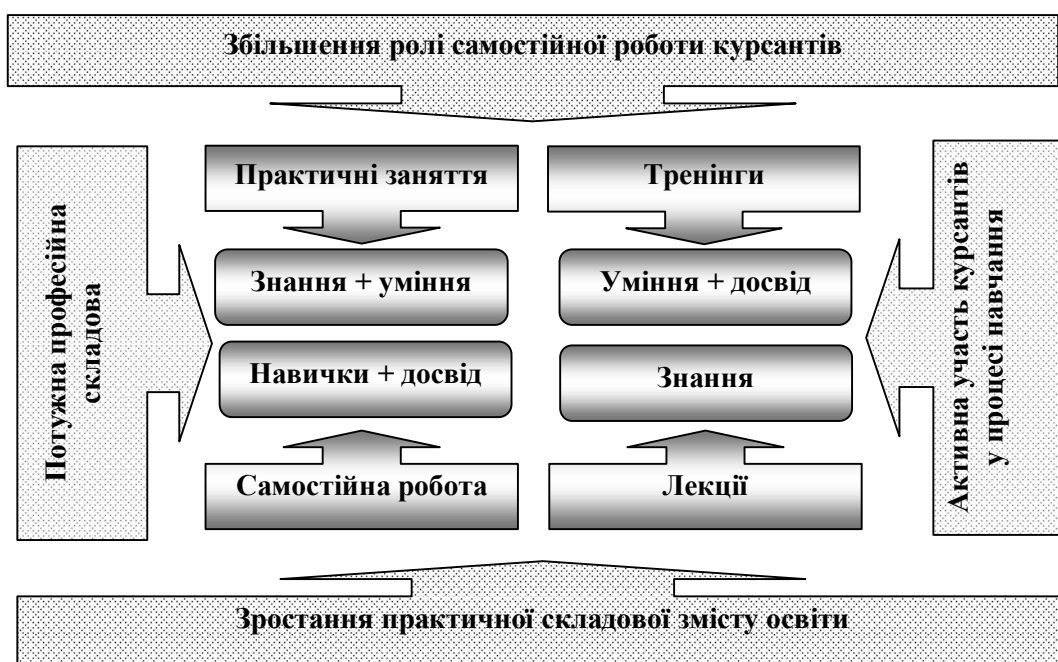 Збільшення ролі самостійної роботи курсантів
Потужна професійна
складова
Практичні заняття
Тренінги
Знання + уміння
Уміння + досвід
Навички + досвід
Знання
Самостійна робота
Лекції
Активна участь курсантів
у процесі навчання
Зростання практичної складової змісту освіти